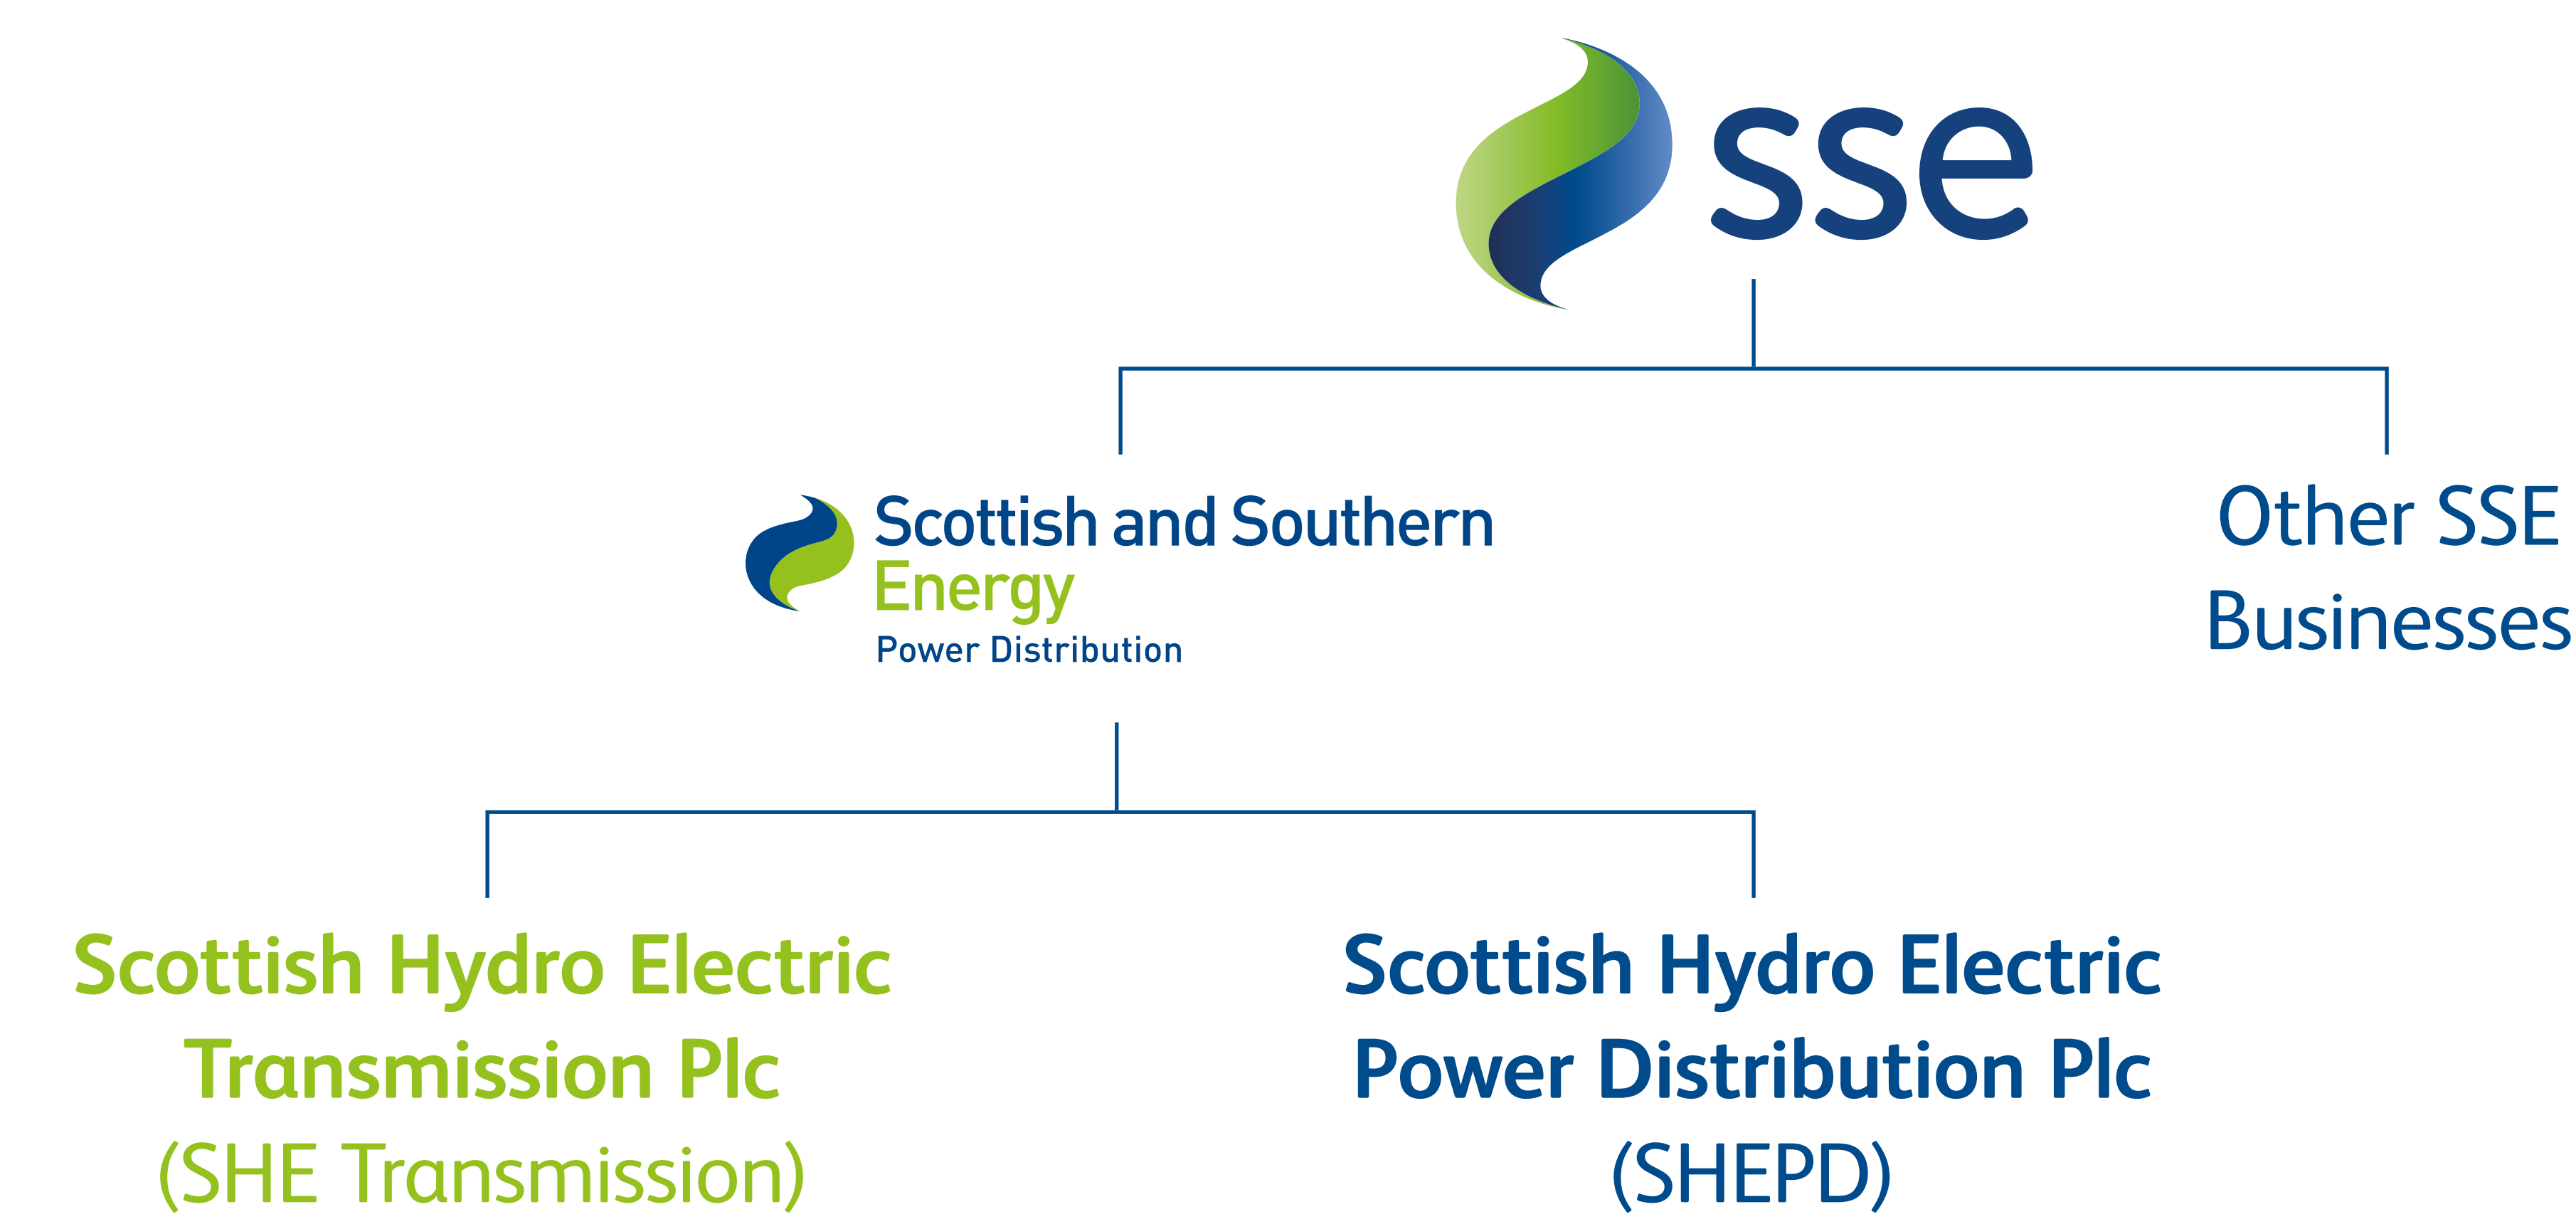 sse
Scottish and Southern
Energy
Power Distribution
Other SSE
Businesses
Scottish Hydro Electric
Transmission Plc
(SHE Transmission)
Scottish Hydro Electric
Power Distribution Plc
(SHEPD)